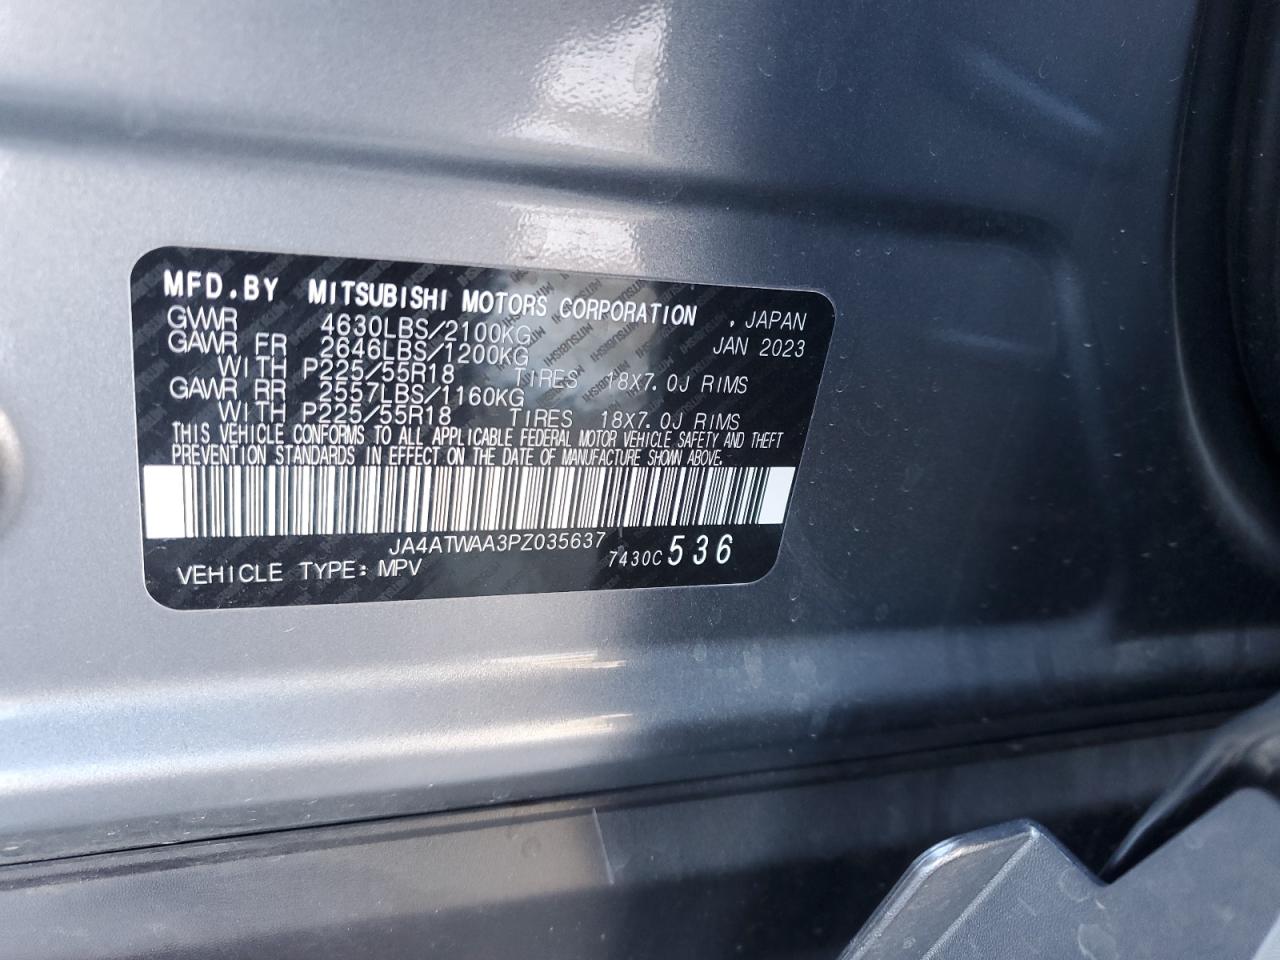 MFD.BY MITSUBISHI MOTORS CORPORATION , JAPAN
GVWR 4630LBS/2100KG JAN 2023
GAWR FR 2646LBS/1200KG
WITH P225/55R18 TIRES 18X7.0J RIMS
GAWR RR 2557LBS/1160KG
WITH P225/55R18 TIRES 18X7.0J RIMS
THIS VEHICLE CONFORMS TO ALL APPLICABLE FEDERAL MOTOR VEHICLE SAFETY AND THEFT
PREVENTION STANDARDS IN EFFECT ON THE DATE OF MANUFACTURE SHOWN ABOVE.
JA4ATWAA3PZ035637
7430C 536
VEHICLE TYPE: MPV